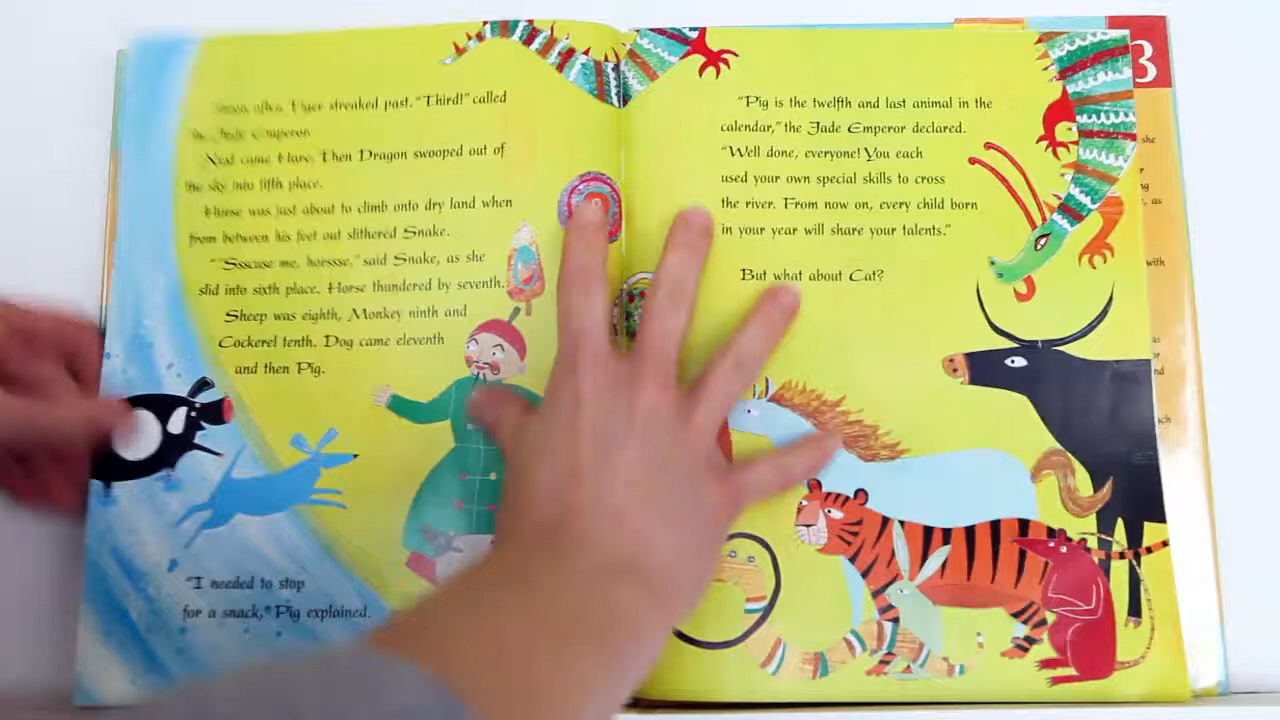 streaked past. "Third!" called
the Jade Emperor.
Next came Hare. Then Dragon swooped out of
the sky into fifth place.
Horse was just about to climb onto dry land when
from between his feet out slithered Snake.
"Ssscuse me, horssse," said Snake, as she
slid into sixth place. Horse thundered by seventh.
Sheep was eighth, Monkey ninth and
Cockerel tenth. Dog came eleventh
and then Pig.
"I needed to stop
for a snack," Pig explained.
"Pig is the twelfth and last animal in the
calendar," the Jade Emperor declared.
"Well done, everyone! You each
used your own special skills to cross
the river. From now on, every child born
in your year will share your talents."
But what about Cat?
3
she
as
with
as